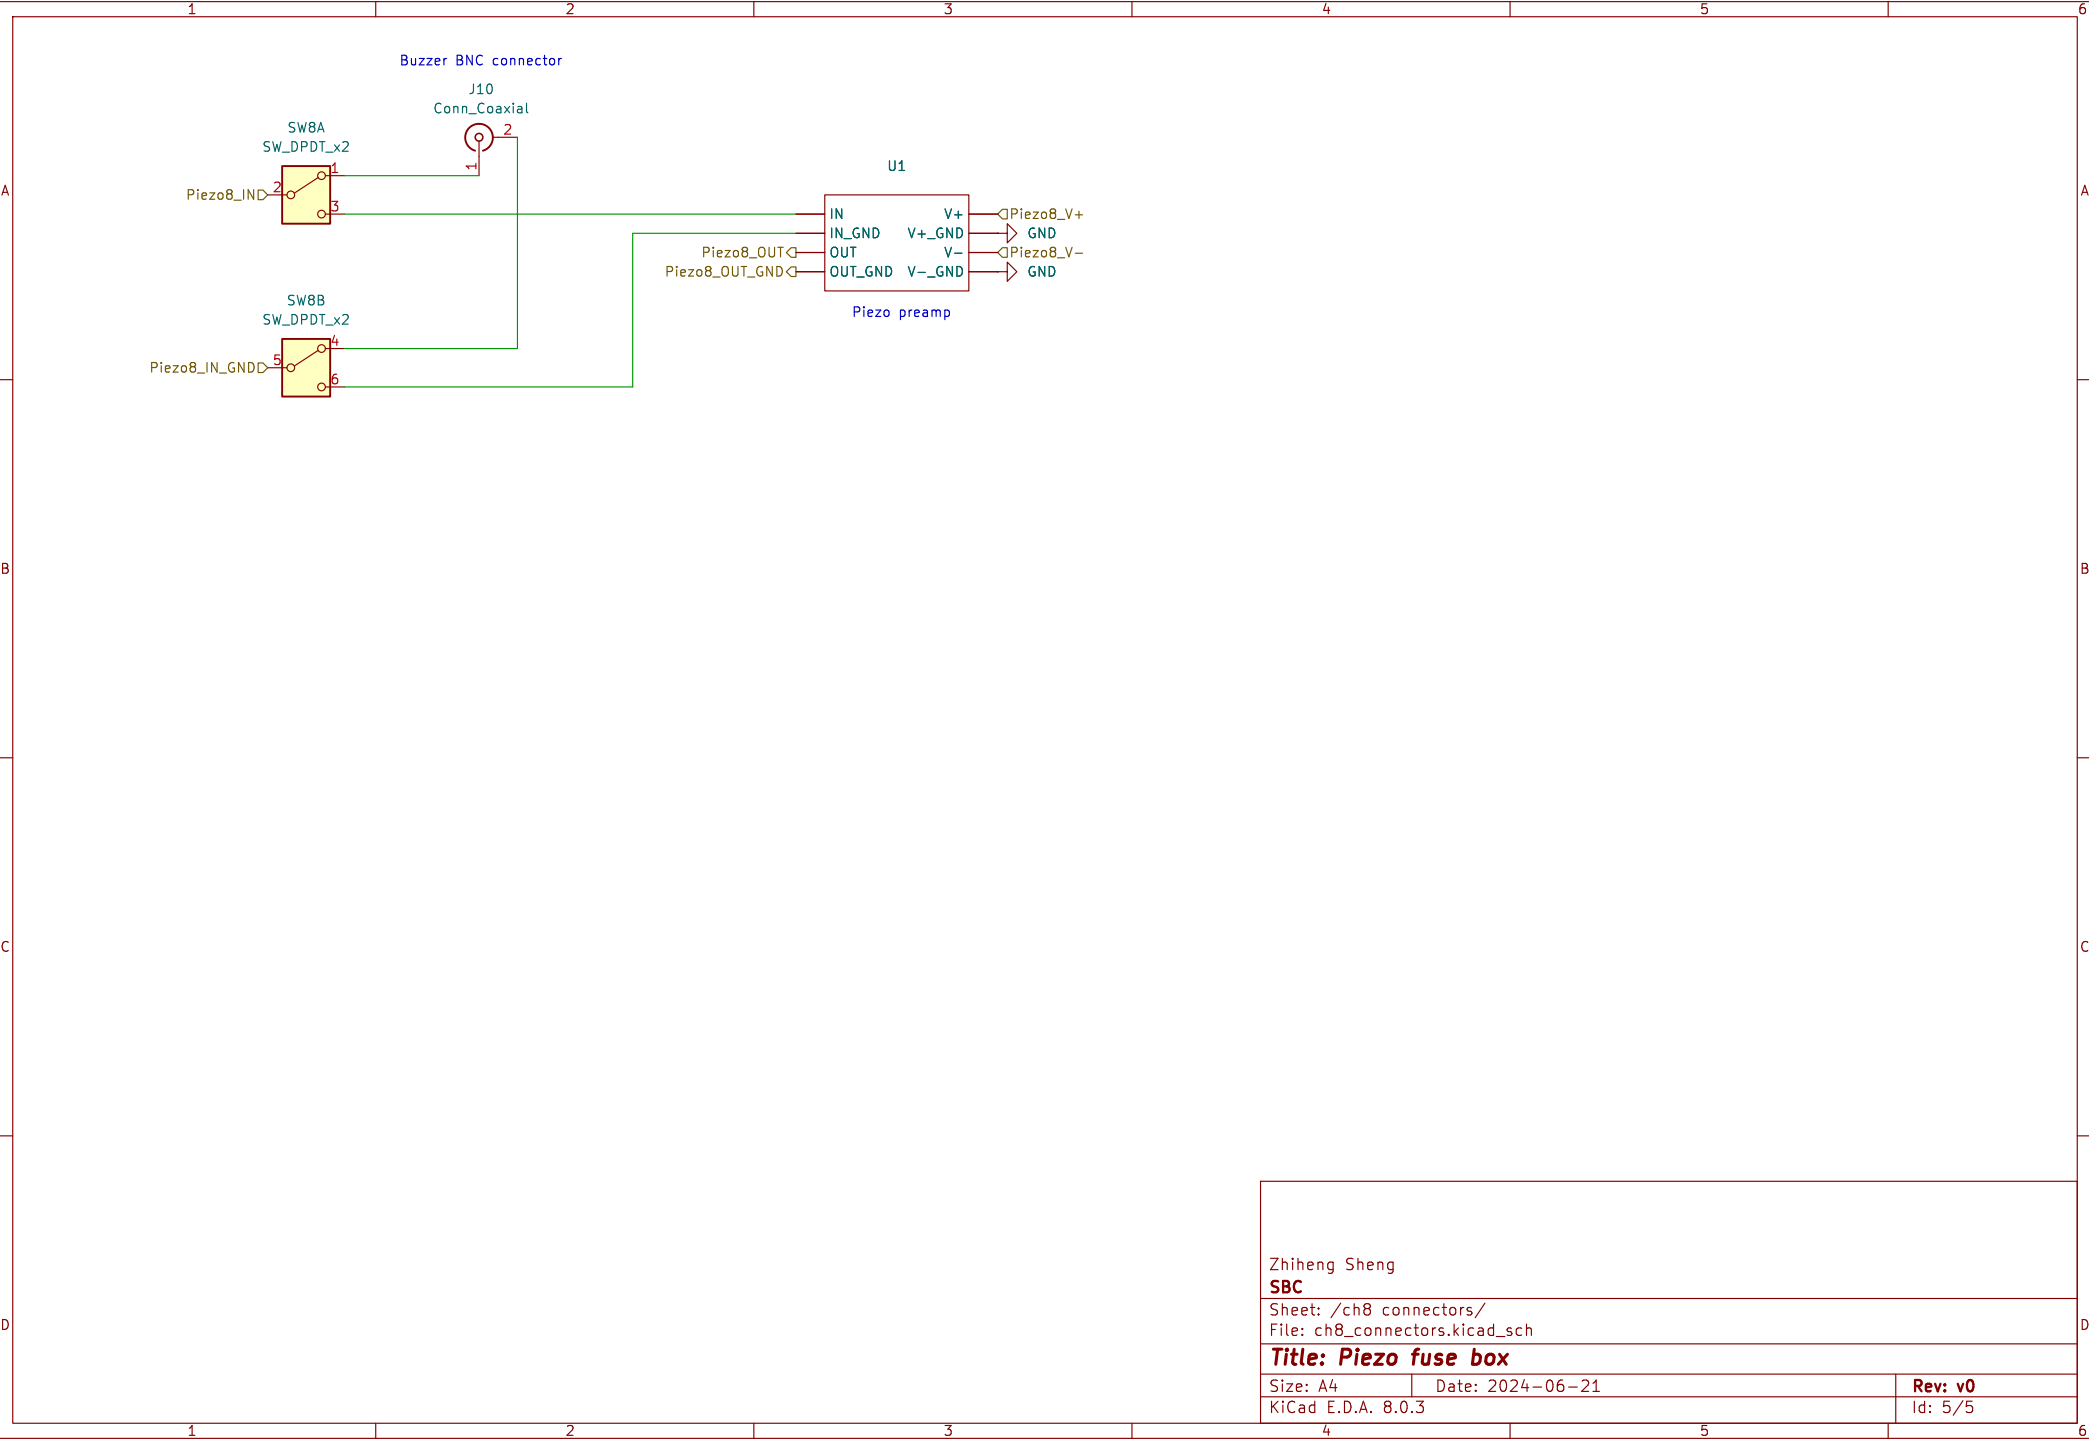 1 2 3 4 5 6
Buzzer BNC connector
J10
Conn_Coaxial
2
1
SW8A
SW_DPDT_x2
1
Piezo8_IN 2
3
U1
A A
IN V+ Piezo8_V+
IN_GND V+_GND GND
Piezo8_OUT OUT V- Piezo8_V-
Piezo8_OUT_GND OUT_GND V-_GND GND
Piezo preamp
SW8B
SW_DPDT_x2
4
Piezo8_IN_GND 5
6
B B
C C
D D
Zhiheng Sheng
SBC
Sheet: /ch8 connectors/
File: ch8_connectors.kicad_sch
Title: Piezo fuse box
Size: A4 Date: 2024-06-21 Rev: v0
KiCad E.D.A. 8.0.3 Id: 5/5
1 2 3 4 5 6